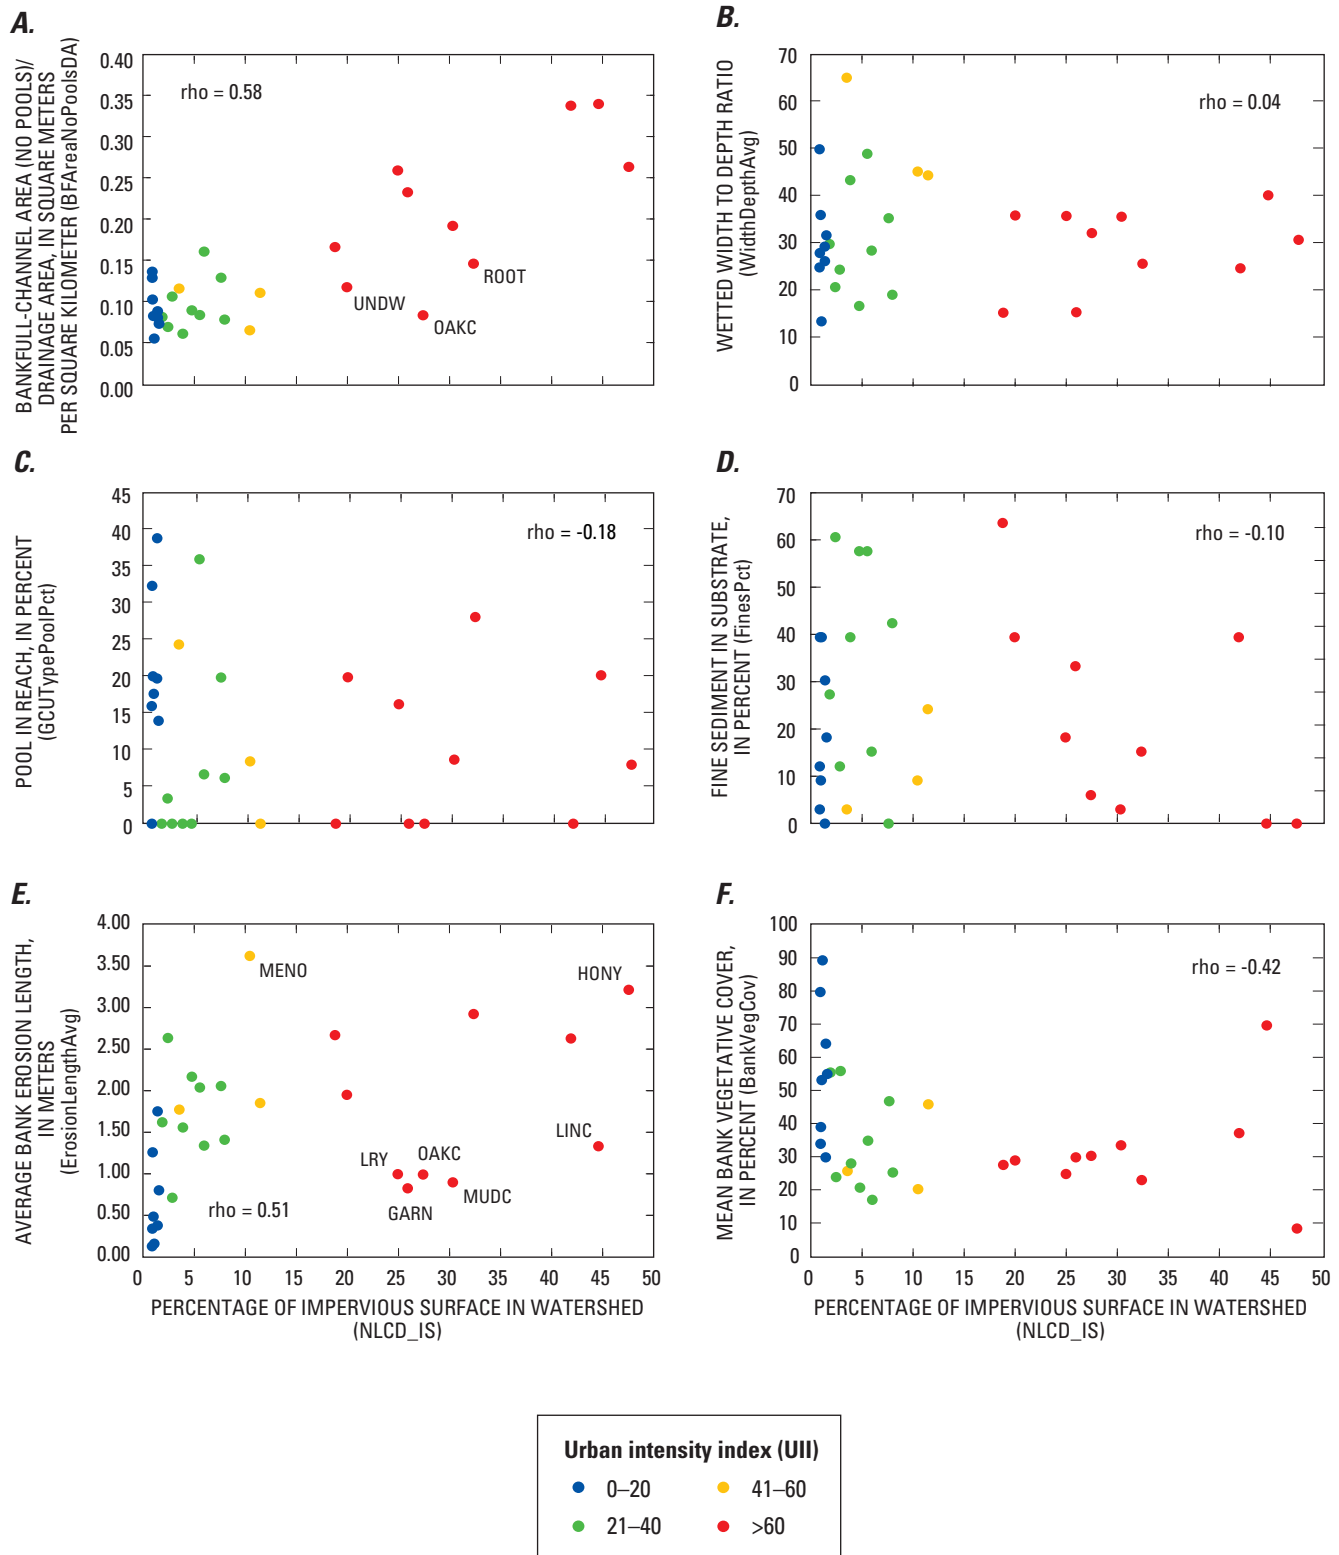 A.
BANKFULL-CHANNEL AREA (NO POOLS)/
DRAINAGE AREA, IN SQUARE METERS
PER SQUARE KILOMETER (BFAreaNoPoolsDA)
0.40
0.35
0.30
0.25
0.20
0.15
0.10
0.05
0.00
rho = 0.58
UNDW
ROOT
OAKC
B.
WETTED WIDTH TO DEPTH RATIO
(WidthDepthAvg)
70
60
50
40
30
20
10
0
rho = 0.04
C.
POOL IN REACH, IN PERCENT
(GCUTypePoolPct)
45
40
35
30
25
20
15
10
5
0
rho = -0.18
D.
FINE SEDIMENT IN SUBSTRATE,
IN PERCENT (FinesPct)
70
60
50
40
30
20
10
0
rho = -0.10
E.
AVERAGE BANK EROSION LENGTH,
IN METERS
(ErosionLengthAvg)
4.00
3.50
3.00
2.50
2.00
1.50
1.00
0.50
0.00
MENO
HONY
LINC
LRY
OAKC
MUDC
GARN
rho = 0.51
0 5 10 15 20 25 30 35 40 45 50
PERCENTAGE OF IMPERVIOUS SURFACE IN WATERSHED
(NLCD_IS)
F.
MEAN BANK VEGETATIVE COVER,
IN PERCENT (BankVegCov)
100
90
80
70
60
50
40
30
20
10
0
rho = -0.42
0 5 10 15 20 25 30 35 40 45 50
PERCENTAGE OF IMPERVIOUS SURFACE IN WATERSHED
(NLCD_IS)
Urban intensity index (UII)
0–20
41–60
21–40
>60